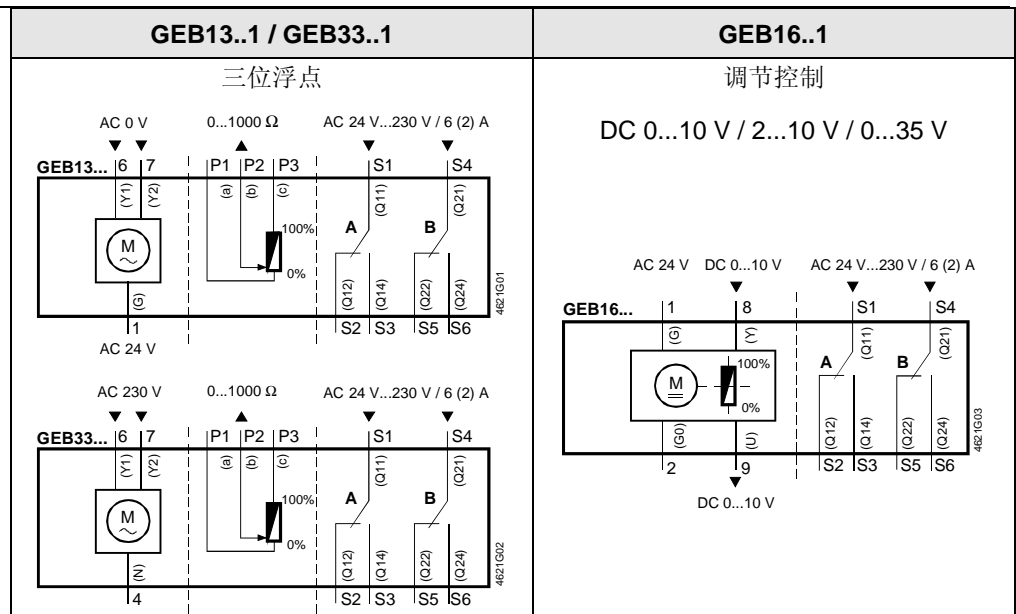 GEB13..1 / GEB33..1
三位浮点
AC 0 V 0...1000 Ω AC 24 V...230 V / 6 (2) A
GEB13... 6 7 P1 P2 P3 S1 S4
(Y1) (Y2) (a) (b) (c) (Q11) (Q21)
M
100%
0%
A B
(G) (Q12) (Q14) (Q22) (Q24)
1 S2 S3 S5 S6
AC 24 V
4621G01
AC 230 V 0...1000 Ω AC 24 V...230 V / 6 (2) A
GEB33... 6 7 P1 P2 P3 S1 S4
(Y1) (Y2) (a) (b) (c) (Q11) (Q21)
M
100%
0%
A B
(N) (Q12) (Q14) (Q22) (Q24)
4 S2 S3 S5 S6
4621G02
GEB16..1
调节控制
DC 0...10 V / 2...10 V / 0...35 V
AC 24 V DC 0...10 V AC 24 V...230 V / 6 (2) A
GEB16... 1 8 S1 S4
(G) (Y) (Q11) (Q21)
M
100%
0%
A B
(G0) (U) (Q12) (Q14) (Q22) (Q24)
2 9 S2 S3 S5 S6
DC 0...10 V
4621G03